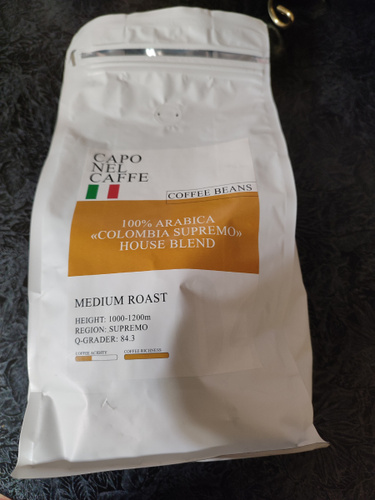 CAPO
NEL
CAFFE
COFFEE BEANS
100% ARABICA
«COLOMBIA SUPREMO»
HOUSE BLEND
MEDIUM ROAST
HEIGHT: 1000-1200m
REGION: SUPREMO
Q-GRADER: 84.3
COFFEE ACIDITY
COFFEE RICHNESS